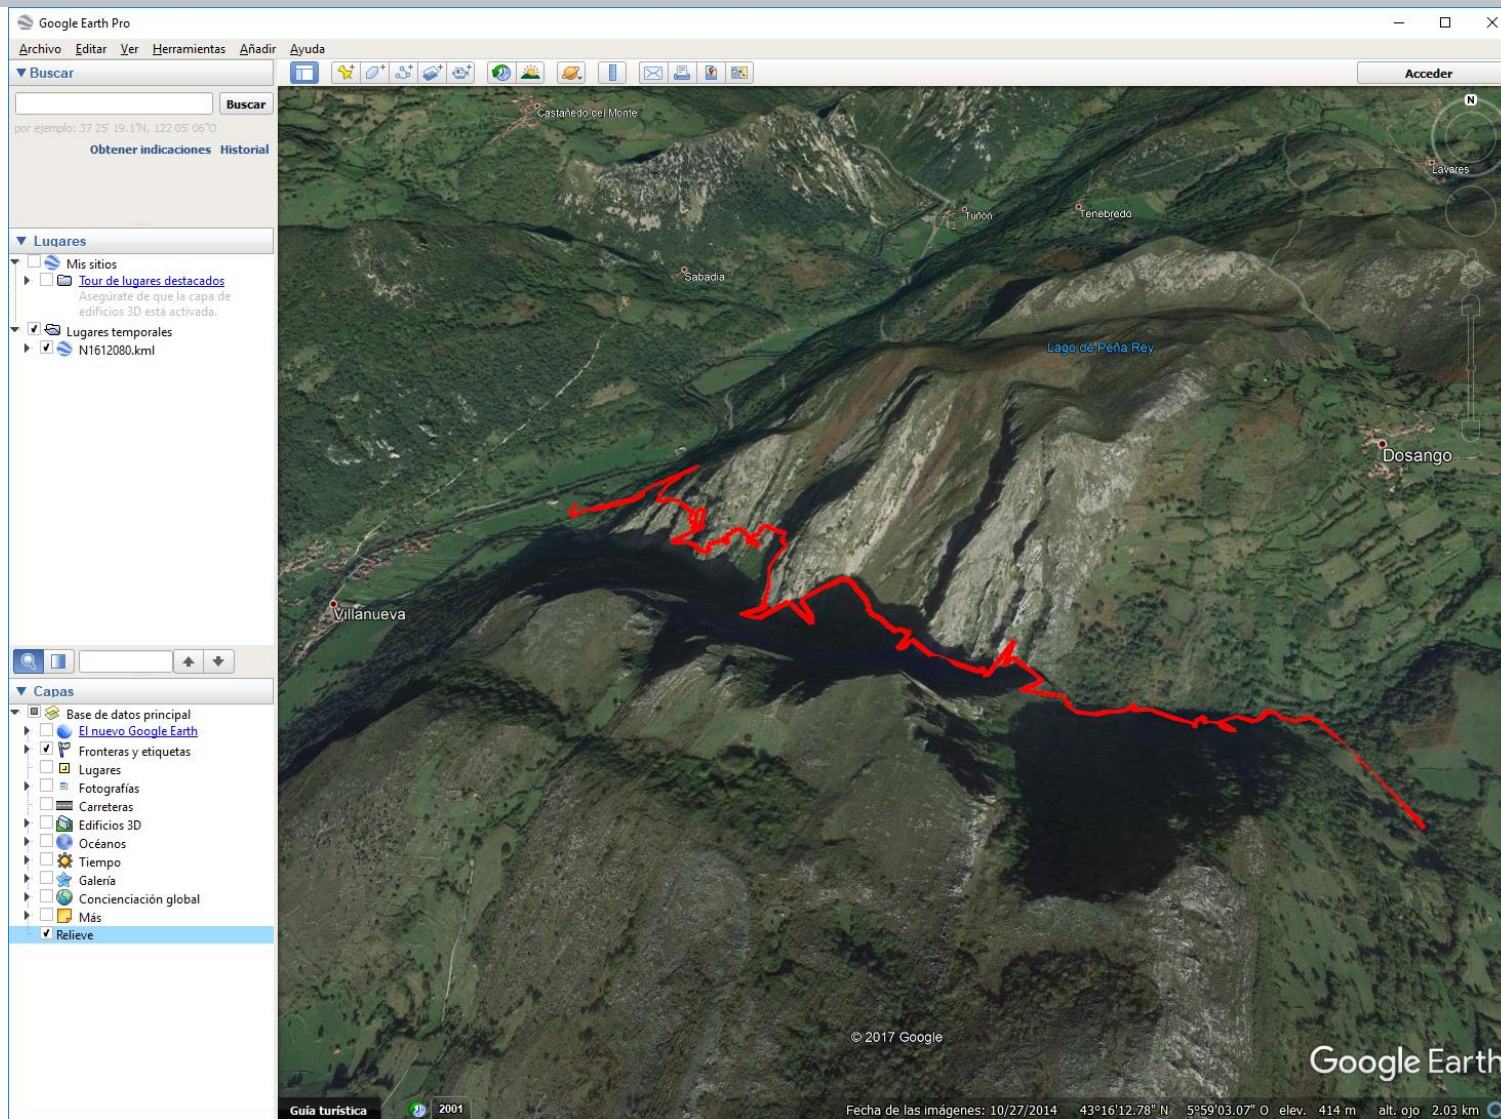 Google Earth Pro
Archivo Editar Ver Herramientas Añadir Ayuda
Buscar
Acceder
Buscar
por ejemplo: 37 25' 19.1"N, 122 05' 06"O
Obtener indicaciones Historial
Lugares
Mis sitios
Tour de lugares destacados
Asegúrate de que la capa de
edificios 3D está activada.
Lugares temporales
N1612080.kml
Capas
Base de datos principal
El nuevo Google Earth
Fronteras y etiquetas
Lugares
Fotografías
Carreteras
Edificios 3D
Océanos
Tiempo
Galería
Concienciación global
Más
Relieve
N
Castañedo del Monte
Lavares
Tuñón
Tenebredo
Sabadia
Lago de Peña Rey
Dosango
Villanueva
© 2017 Google
Google Earth
Guía turística
2001
Fecha de las imágenes: 10/27/2014 43°16'12.78" N 5°59'03.07" O elev. 414 m alt. ojo 2.03 km